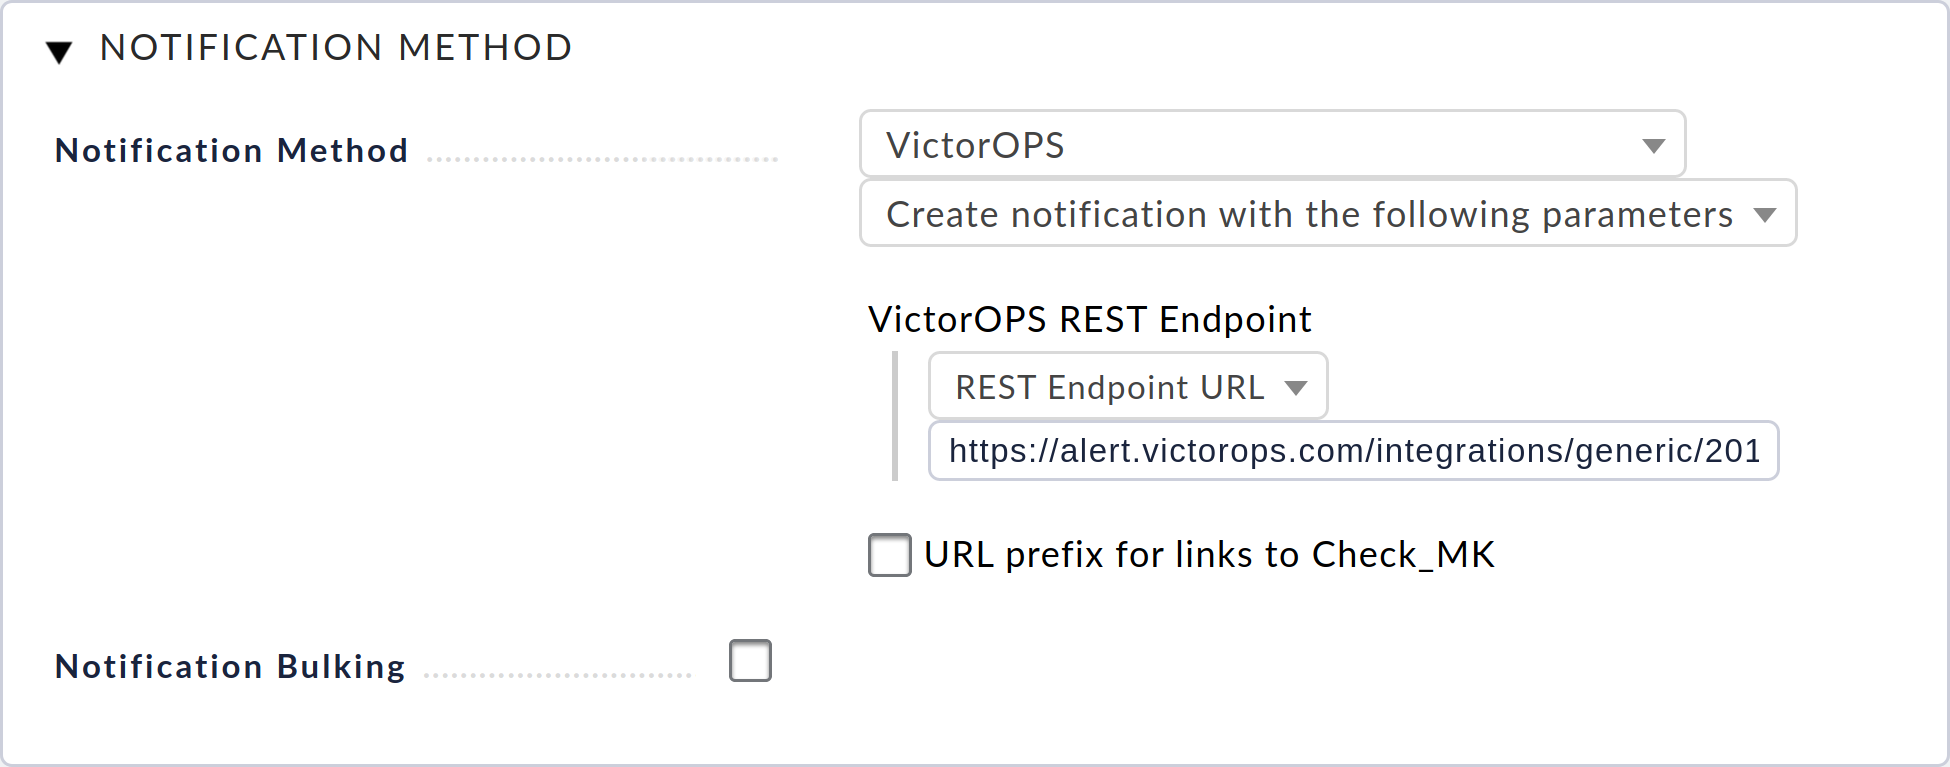 NOTIFICATION METHOD
Notification Method
VictorOPS
Create notification with the following parameters
VictorOPS REST Endpoint
REST Endpoint URL
https://alert.victorops.com/integrations/generic/201
URL prefix for links to Check_MK
Notification Bulking